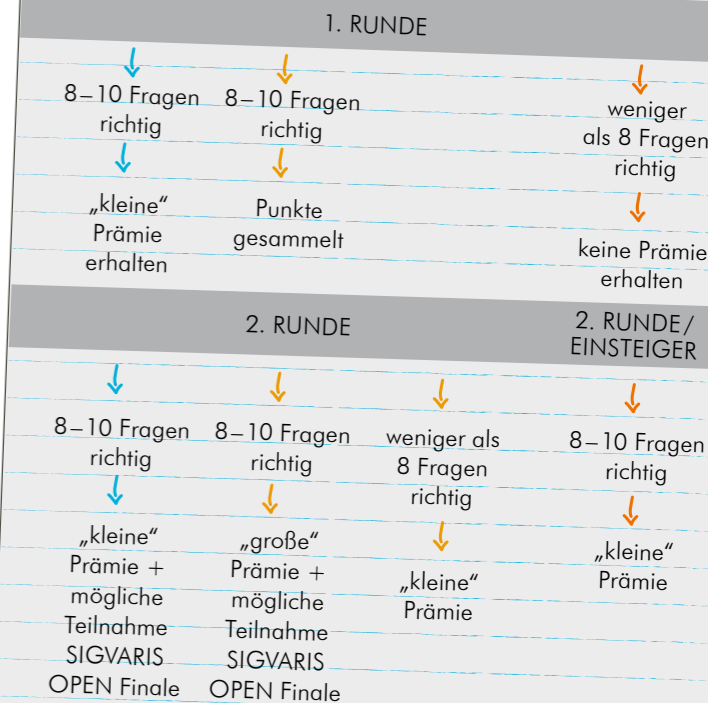 1. RUNDE
8–10 Fragen
richtig
„kleine“
Prämie
erhalten
8–10 Fragen
richtig
Punkte
gesammelt
weniger
als 8 Fragen
richtig
keine Prämie
erhalten
2. RUNDE
2. RUNDE/
EINSTEIGER
8–10 Fragen
richtig
„kleine“
Prämie +
mögliche
Teilnahme
SIGVARIS
OPEN Finale
8–10 Fragen
richtig
„große“
Prämie +
mögliche
Teilnahme
SIGVARIS
OPEN Finale
weniger als
8 Fragen
richtig
„kleine“
Prämie
8–10 Fragen
richtig
„kleine“
Prämie